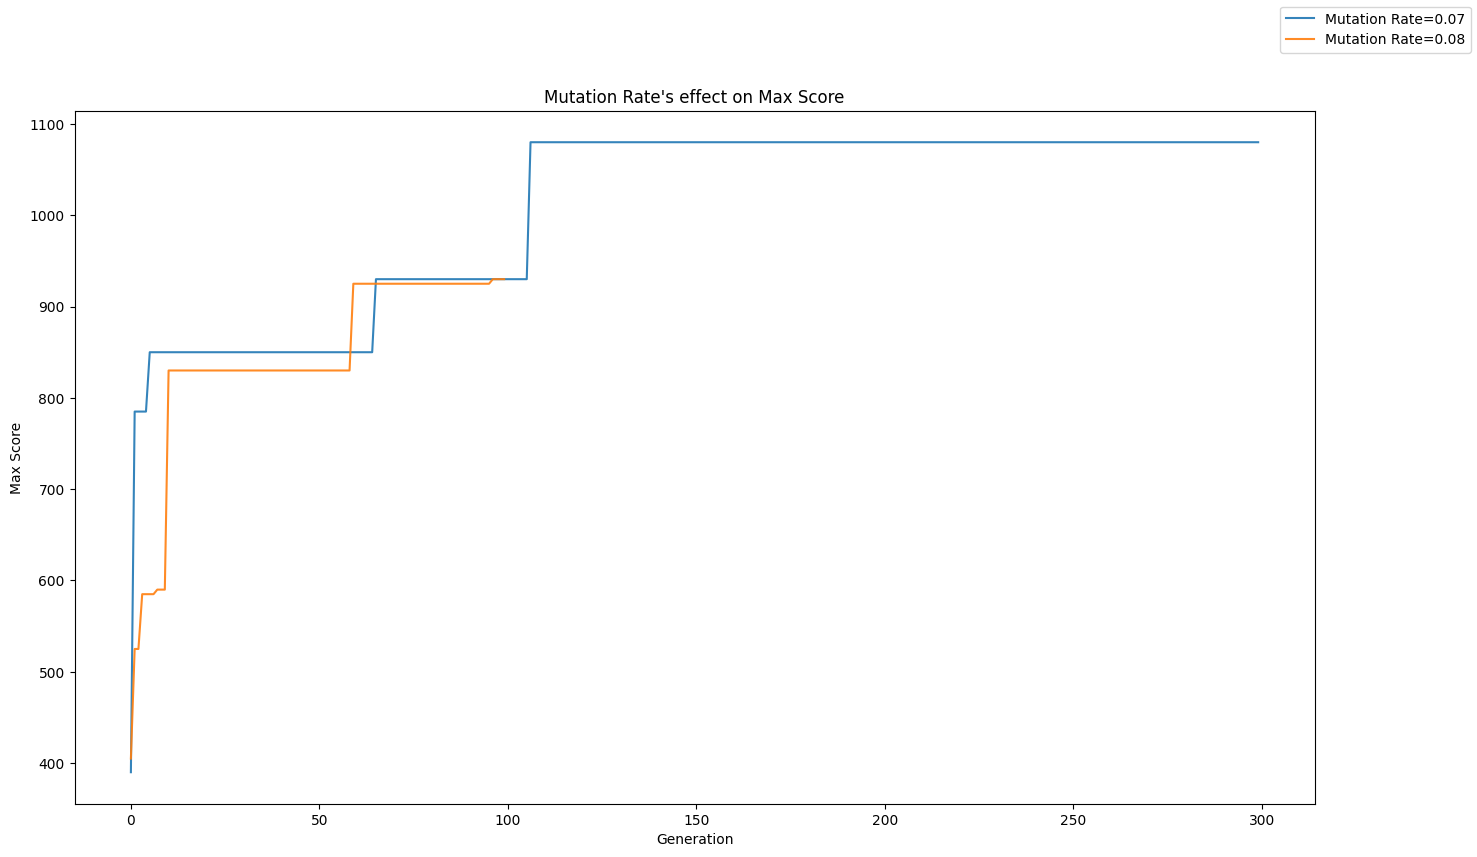 Mutation Rate=0.07
Mutation Rate=0.08
Mutation Rate's effect on Max Score
Max Score
1100
1000
900
800
700
600
500
400
0 50 100 150 200 250 300
Generation